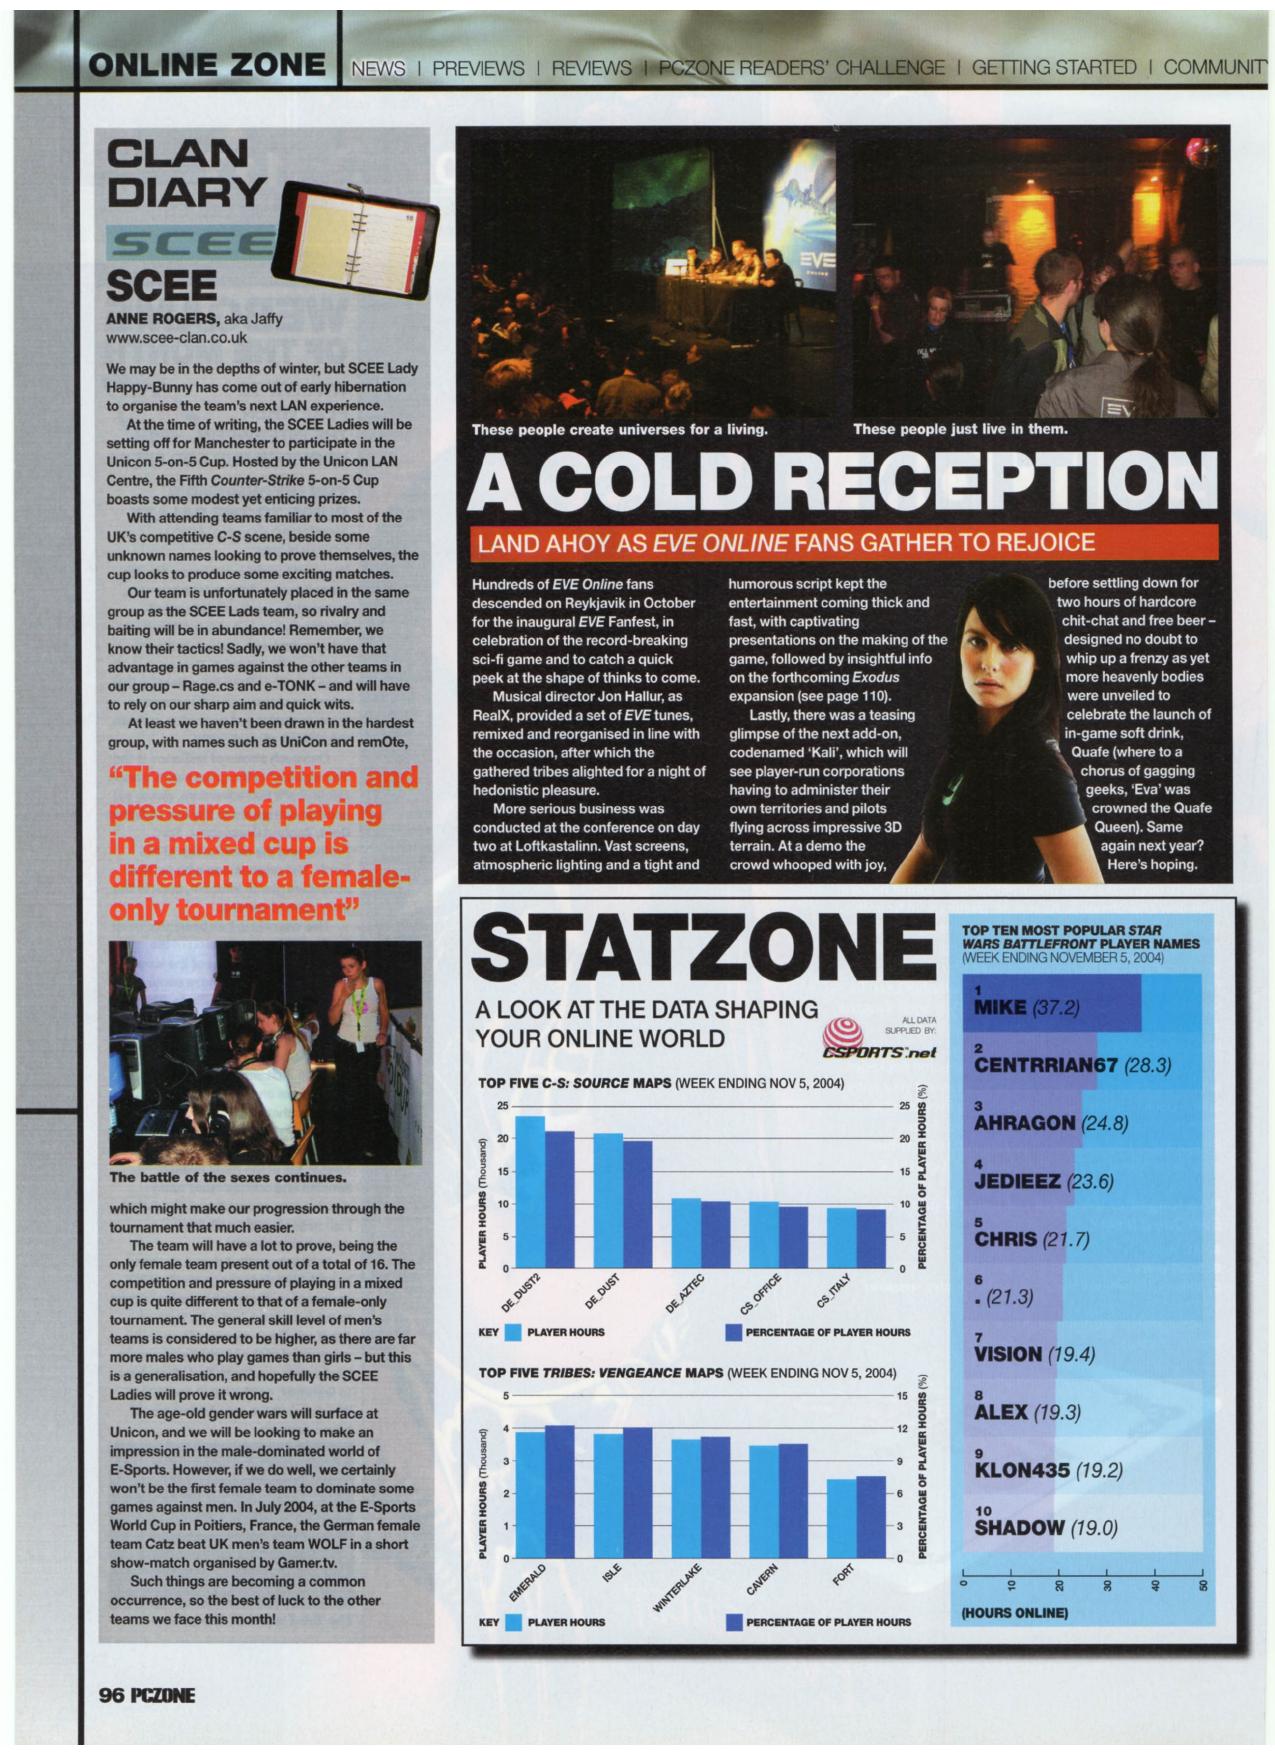 ONLINE ZONE
NEWS | PREVIEWS | REVIEWS | PCZONE READERS' CHALLENGE | GETTING STARTED | COMMUNIT
CLAN
DIARY
SCEE
SCEE
ANNE ROGERS, aka Jaffy
www.scee-clan.co.uk
We may be in the depths of winter, but SCEE Lady
Happy-Bunny has come out of early hibernation
to organise the team's next LAN experience.
At the time of writing, the SCEE Ladies will be
setting off for Manchester to participate in the
Unicon 5-on-5 Cup. Hosted by the Unicon LAN
Centre, the Fifth Counter-Strike 5-on-5 Cup
boasts some modest yet enticing prizes.
With attending teams familiar to most of the
UK's competitive C-S scene, beside some
unknown names looking to prove themselves, the
cup looks to produce some exciting matches.
Our team is unfortunately placed in the same
group as the SCEE Lads team, so rivalry and
baiting will be in abundance! Remember, we
know their tactics! Sadly, we won't have that
advantage in games against the other teams in
our group – Rage.cs and e-TONK – and will have
to rely on our sharp aim and quick wits.
At least we haven't been drawn in the hardest
group, with names such as UniCon and remOte,
"The competition and
pressure of playing
in a mixed cup is
different to a female-
only tournament"
The battle of the sexes continues.
which might make our progression through the
tournament that much easier.
The team will have a lot to prove, being the
only female team present out of a total of 16. The
competition and pressure of playing in a mixed
cup is quite different to that of a female-only
tournament. The general skill level of men's
teams is considered to be higher, as there are far
more males who play games than girls – but this
is a generalisation, and hopefully the SCEE
Ladies will prove it wrong.
The age-old gender wars will surface at
Unicon, and we will be looking to make an
impression in the male-dominated world of
E-Sports. However, if we do well, we certainly
won't be the first female team to dominate some
games against men. In July 2004, at the E-Sports
World Cup in Poitiers, France, the German female
team Catz beat UK men's team WOLF in a short
show-match organised by Gamer.tv.
Such things are becoming a common
occurrence, so the best of luck to the other
teams we face this month!
EVE
ONLINE
EV
These people create universes for a living.
These people just live in them.
A COLD RECEPTION
LAND AHOY AS EVE ONLINE FANS GATHER TO REJOICE
Hundreds of EVE Online fans
descended on Reykjavik in October
for the inaugural EVE Fanfest, in
celebration of the record-breaking
sci-fi game and to catch a quick
peek at the shape of thinks to come.
Musical director Jon Hallur, as
RealX, provided a set of EVE tunes,
remixed and reorganised in line with
the occasion, after which the
gathered tribes alighted for a night of
hedonistic pleasure.
More serious business was
conducted at the conference on day
two at Loftkastalinn. Vast screens,
atmospheric lighting and a tight and
humorous script kept the
entertainment coming thick and
fast, with captivating
presentations on the making of the
game, followed by insightful info
on the forthcoming Exodus
expansion (see page 110).
Lastly, there was a teasing
glimpse of the next add-on,
codenamed 'Kali', which will
see player-run corporations
having to administer their
own territories and pilots
flying across impressive 3D
terrain. At a demo the
crowd whooped with joy,
before settling down for
two hours of hardcore
chit-chat and free beer –
designed no doubt to
whip up a frenzy as yet
more heavenly bodies
were unveiled to
celebrate the launch of
in-game soft drink,
Quafe (where to a
chorus of gagging
geeks, 'Eva' was
crowned the Quafe
Queen). Same
again next year?
Here's hoping.
STATZONE
A LOOK AT THE DATA SHAPING
YOUR ONLINE WORLD
ALL DATA
SUPPLIED BY:
CSPORTS.net
TOP FIVE C-S: SOURCE MAPS (WEEK ENDING NOV 5, 2004)
PLAYER HOURS (Thousand)
25
20
15
10
5
0
25
20
15
10
5
0
PERCENTAGE OF PLAYER HOURS (%)
DE_DUST2
DE_DUST
DE_AZTEC
CS_OFFICE
CS_ITALY
KEY PLAYER HOURS PERCENTAGE OF PLAYER HOURS
TOP FIVE TRIBES: VENGEANCE MAPS (WEEK ENDING NOV 5, 2004)
PLAYER HOURS (Thousand)
5
4
3
2
1
0
15
12
9
6
3
0
PERCENTAGE OF PLAYER HOURS (%)
EMERALD
ISLE
WINTERLAKE
CAVERN
FORT
KEY PLAYER HOURS PERCENTAGE OF PLAYER HOURS
TOP TEN MOST POPULAR STAR
WARS BATTLEFRONT PLAYER NAMES
(WEEK ENDING NOVEMBER 5, 2004)
1
MIKE (37.2)
2
CENTRRIAN67 (28.3)
3
AHRAGON (24.8)
4
JEDIEEZ (23.6)
5
CHRIS (21.7)
6
. (21.3)
7
VISION (19.4)
8
ALEX (19.3)
9
KLON435 (19.2)
10
SHADOW (19.0)
0 10 20 30 40 50
(HOURS ONLINE)
96 PCZONE